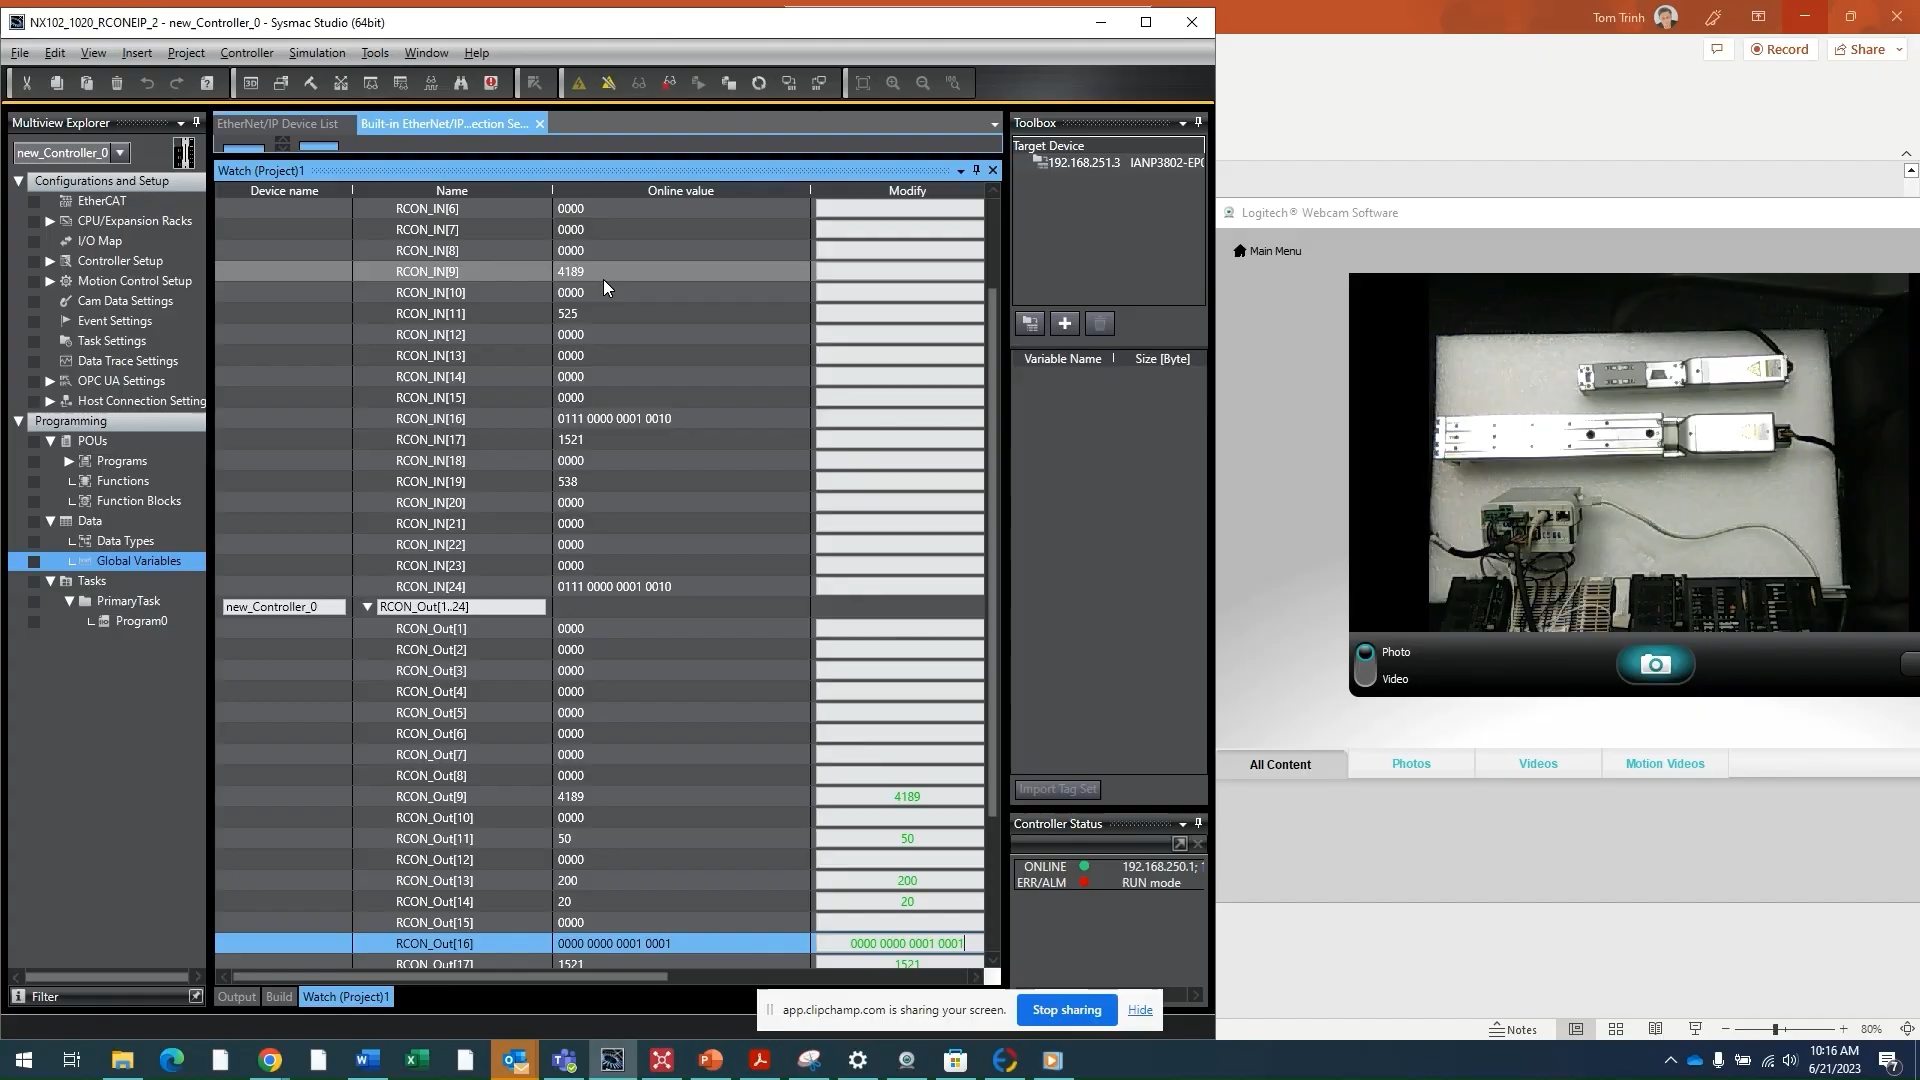 NX102_1020_RCONEIP_2 - new_Controller_0 - Sysmac Studio (64bit)
File Edit View Insert Project Controller Simulation Tools Window Help
Multiview Explorer
new_Controller_0
Configurations and Setup
EtherCAT
CPU/Expansion Racks
I/O Map
Controller Setup
Motion Control Setup
Cam Data Settings
Event Settings
Task Settings
Data Trace Settings
OPC UA Settings
Host Connection Setting
Programming
POUs
Programs
Functions
Function Blocks
Data
Data Types
Global Variables
Tasks
PrimaryTask
Program0
Filter
EtherNet/IP Device List
Built-in EtherNet/IP...ection Se...
Watch (Project)1
Device name Name Online value Modify
RCON_IN[6] 0000
RCON_IN[7] 0000
RCON_IN[8] 0000
RCON_IN[9] 4189
RCON_IN[10] 0000
RCON_IN[11] 525
RCON_IN[12] 0000
RCON_IN[13] 0000
RCON_IN[14] 0000
RCON_IN[15] 0000
RCON_IN[16] 0111 0000 0001 0010
RCON_IN[17] 1521
RCON_IN[18] 0000
RCON_IN[19] 538
RCON_IN[20] 0000
RCON_IN[21] 0000
RCON_IN[22] 0000
RCON_IN[23] 0000
RCON_IN[24] 0111 0000 0001 0010
new_Controller_0 RCON_Out[1..24]
RCON_Out[1] 0000
RCON_Out[2] 0000
RCON_Out[3] 0000
RCON_Out[4] 0000
RCON_Out[5] 0000
RCON_Out[6] 0000
RCON_Out[7] 0000
RCON_Out[8] 0000
RCON_Out[9] 4189 4189
RCON_Out[10] 0000
RCON_Out[11] 50 50
RCON_Out[12] 0000
RCON_Out[13] 200 200
RCON_Out[14] 20 20
RCON_Out[15] 0000
RCON_Out[16] 0000 0000 0001 0001 0000 0000 0001 0001
RCON_Out[17] 1521 1521
Output Build Watch (Project)1
Toolbox
Target Device
192.168.251.3 IANP3802-EP0
Variable Name Size [Byte]
Import Tag Set
Controller Status
ONLINE 192.168.250.1;
ERR/ALM RUN mode
app.clipchamp.com is sharing your screen. Stop sharing Hide
Tom Trinh
Record Share
Logitech® Webcam Software
Main Menu
Photo
Video
All Content Photos Videos Motion Videos
Notes 80%
10:16 AM
6/21/2023
7